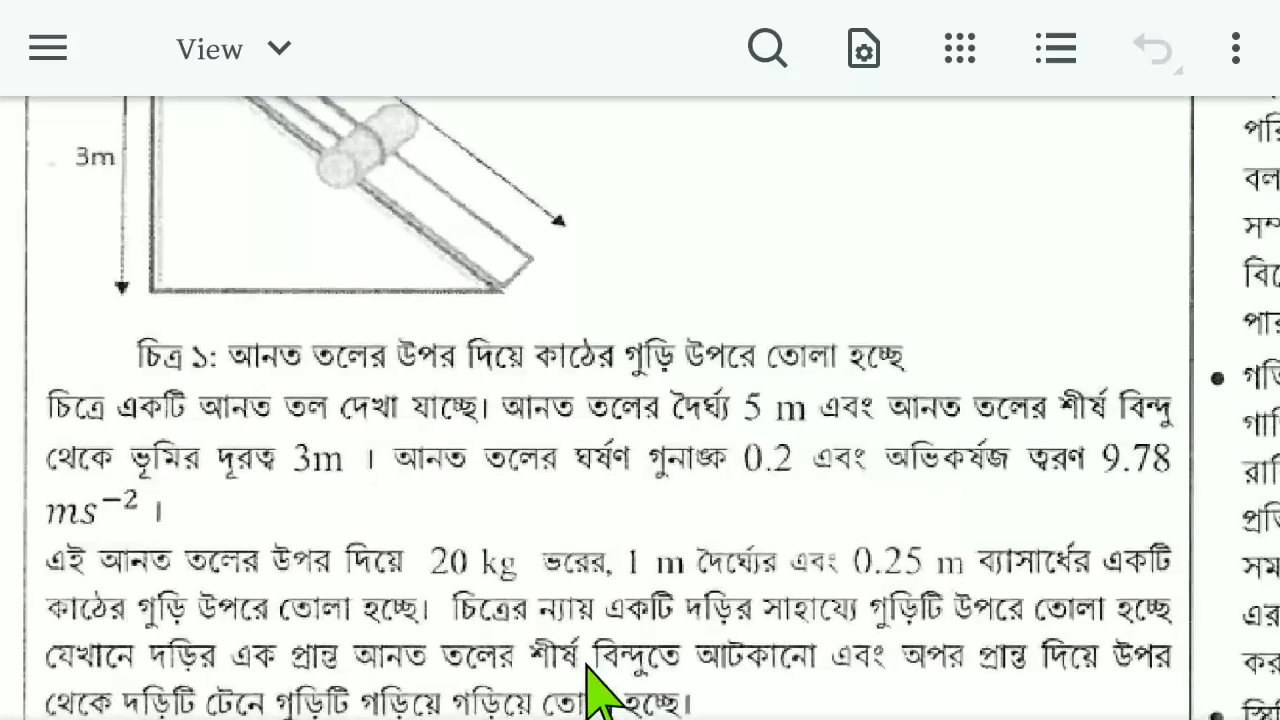 View
3m
চিত্র ১: আনত তলের উপর দিয়ে কাঠের গুড়ি উপরে তোলা হচ্ছে
চিত্রে একটি আনত তল দেখা যাচ্ছে। আনত তলের দৈর্ঘ্য 5 m এবং আনত তলের শীর্ষ বিন্দু
থেকে ভূমির দূরত্ব 3m । আনত তলের ঘর্ষণ গুনাঙ্ক 0.2 এবং অভিকর্ষজ ত্বরণ 9.78
ms⁻² ।
এই আনত তলের উপর দিয়ে 20 kg ভরের, 1 m দৈর্ঘ্যের এবং 0.25 m ব্যাসার্ধের একটি
কাঠের গুড়ি উপরে তোলা হচ্ছে। চিত্রের ন্যায় একটি দড়ির সাহায্যে গুড়িটি উপরে তোলা হচ্ছে
যেখানে দড়ির এক প্রান্ত আনত তলের শীর্ষ বিন্দুতে আটকানো এবং অপর প্রান্ত দিয়ে উপর
থেকে দড়িটি টেনে গুড়িটি গড়িয়ে গড়িয়ে হচ্ছে।